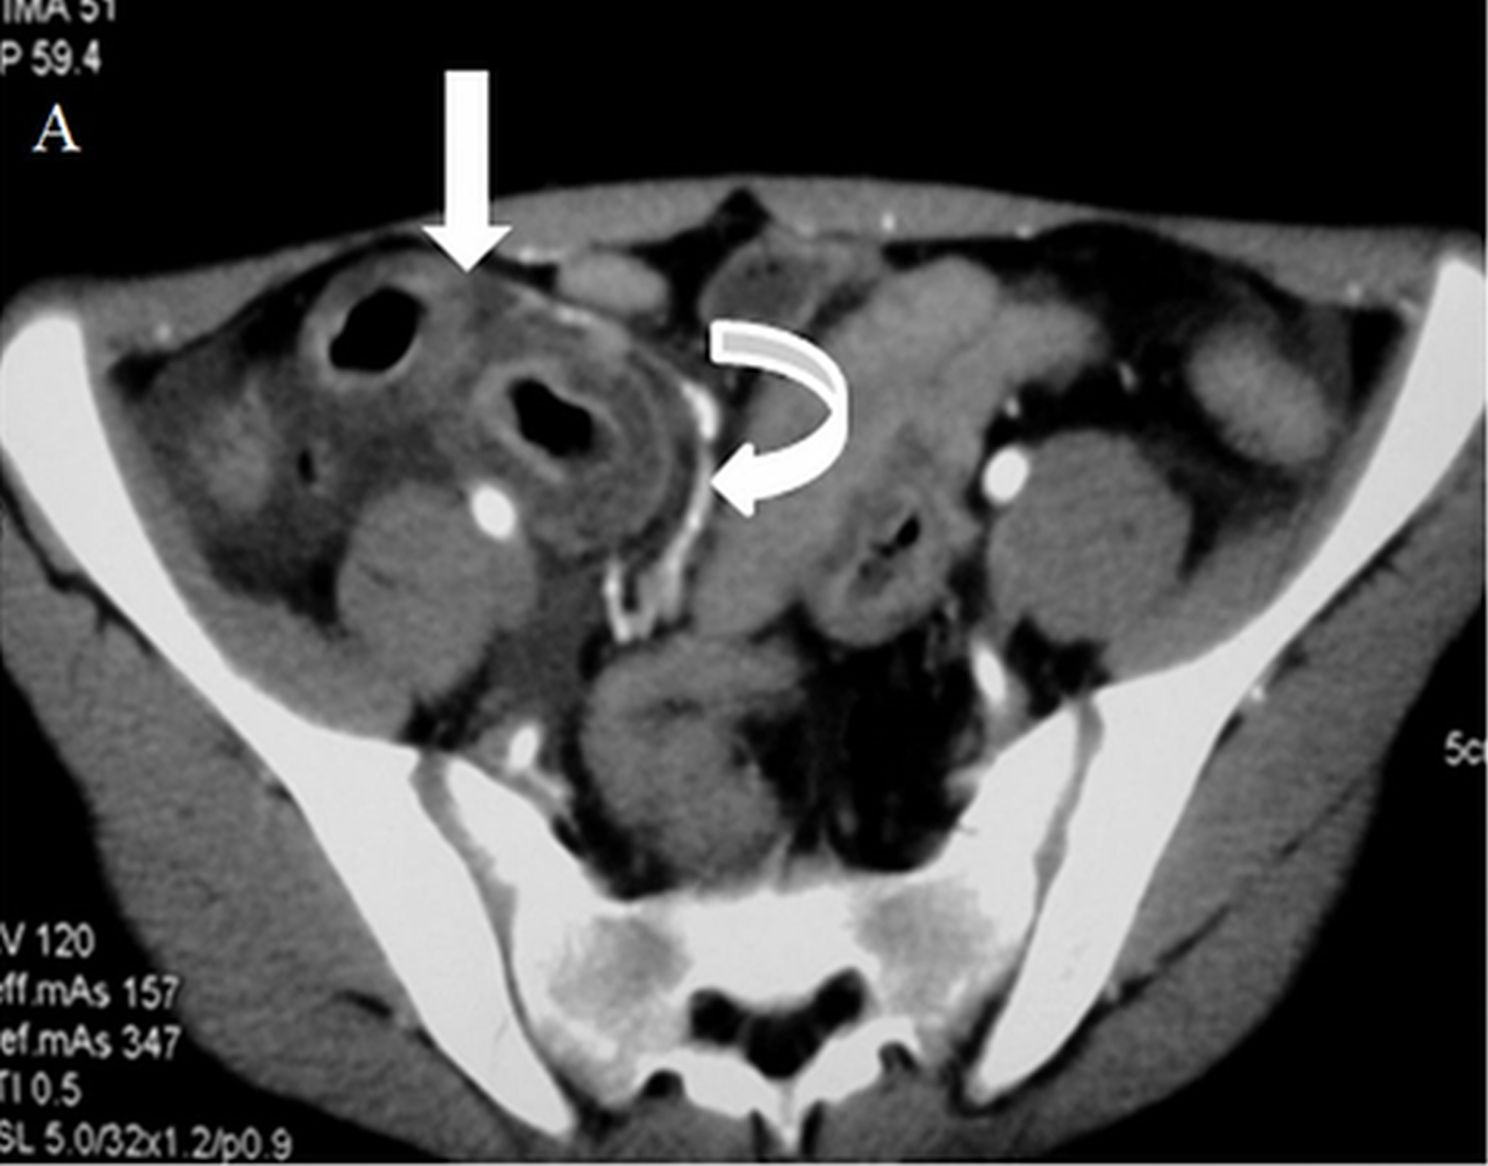 IMA 51
P 59.4
A
5c
V 120
eff.mAs 157
ef.mAs 347
TI 0.5
SL 5.0/32x1.2/p0.9